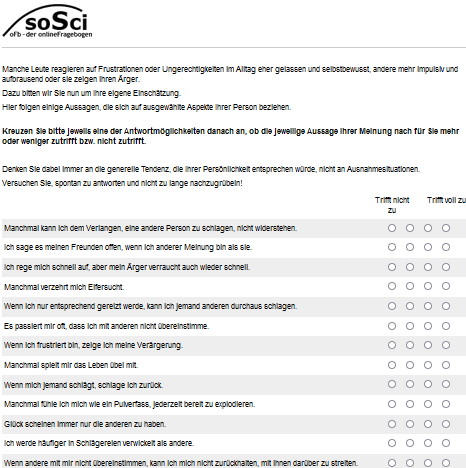 soSci
ofb - der onlineFragebogen
Manche Leute reagieren auf Frustrationen oder Ungerechtigkeiten im Alltag eher gelassen und selbstbewusst, andere mehr impulsiv und
aufbrausend oder sie zeigen ihren Ärger.
Dazu bitten wir Sie nun um Ihre eigene Einschätzung.
Hier folgen einige Aussagen, die sich auf ausgewählte Aspekte Ihrer Person beziehen.
Kreuzen Sie bitte jeweils eine der Antwortmöglichkeiten danach an, ob die jeweilige Aussage Ihrer Meinung nach für Sie mehr
oder weniger zutrifft bzw. nicht zutrifft.
Denken Sie dabei immer an die generelle Tendenz, die Ihrer Persönlichkeit entsprechen würde, nicht an Ausnahmesituationen.
Versuchen Sie, spontan zu antworten und nicht zu lange nachzugrübeln!
Trifft nicht zu Trifft voll zu
Manchmal kann ich dem Verlangen, eine andere Person zu schlagen, nicht widerstehen.
Ich sage es meinen Freunden offen, wenn ich anderer Meinung bin als sie.
Ich rege mich schnell auf, aber mein Ärger verraucht auch wieder schnell.
Manchmal verzehrt mich Eifersucht.
Wenn ich nur entsprechend gereizt werde, kann ich jemand anderen durchaus schlagen.
Es passiert mir oft, dass ich mit anderen nicht übereinstimme.
Wenn ich frustriert bin, zeige ich meine Verärgerung.
Manchmal spielt mir das Leben übel mit.
Wenn mich jemand schlägt, schlage ich zurück.
Manchmal fühle ich mich wie ein Pulverfass, jederzeit bereit zu explodieren.
Glück scheinen immer nur die anderen zu haben.
Ich werde häufiger in Schlägereien verwickelt als andere.
Wenn andere mit mir nicht übereinstimmen, kann ich mich nicht zurückhalten, mit ihnen darüber zu streiten.